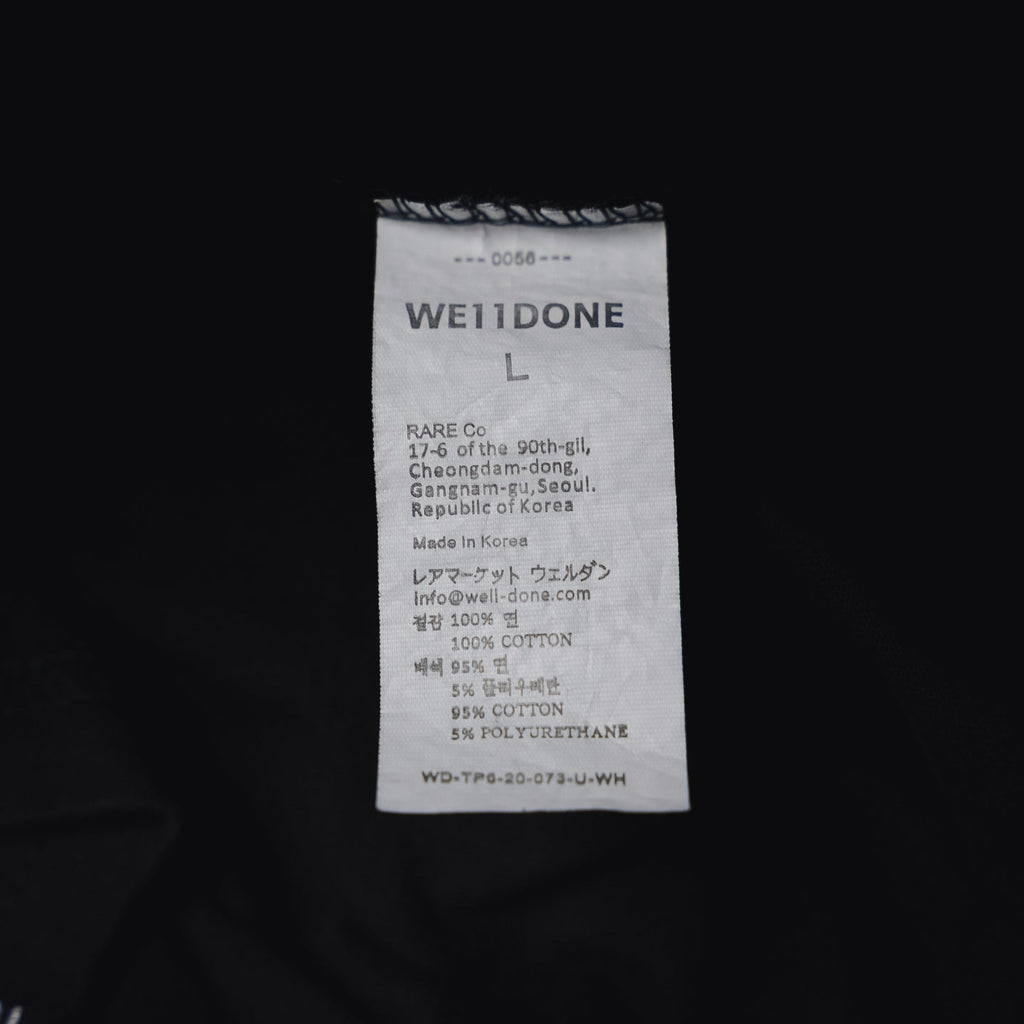 --- 0056 ---
WE11DONE
L
RARE Co
17-6 of the 90th-gil,
Cheongdam-dong,
Gangnam-gu, Seoul.
Republic of Korea
Made In Korea
レアマーケット ウェルダン
info@well-done.com
겉감 100% 면
100% COTTON
배색 95% 면
5% 폴리우레탄
95% COTTON
5% POLYURETHANE
WD-TP6-20-073-U-WH